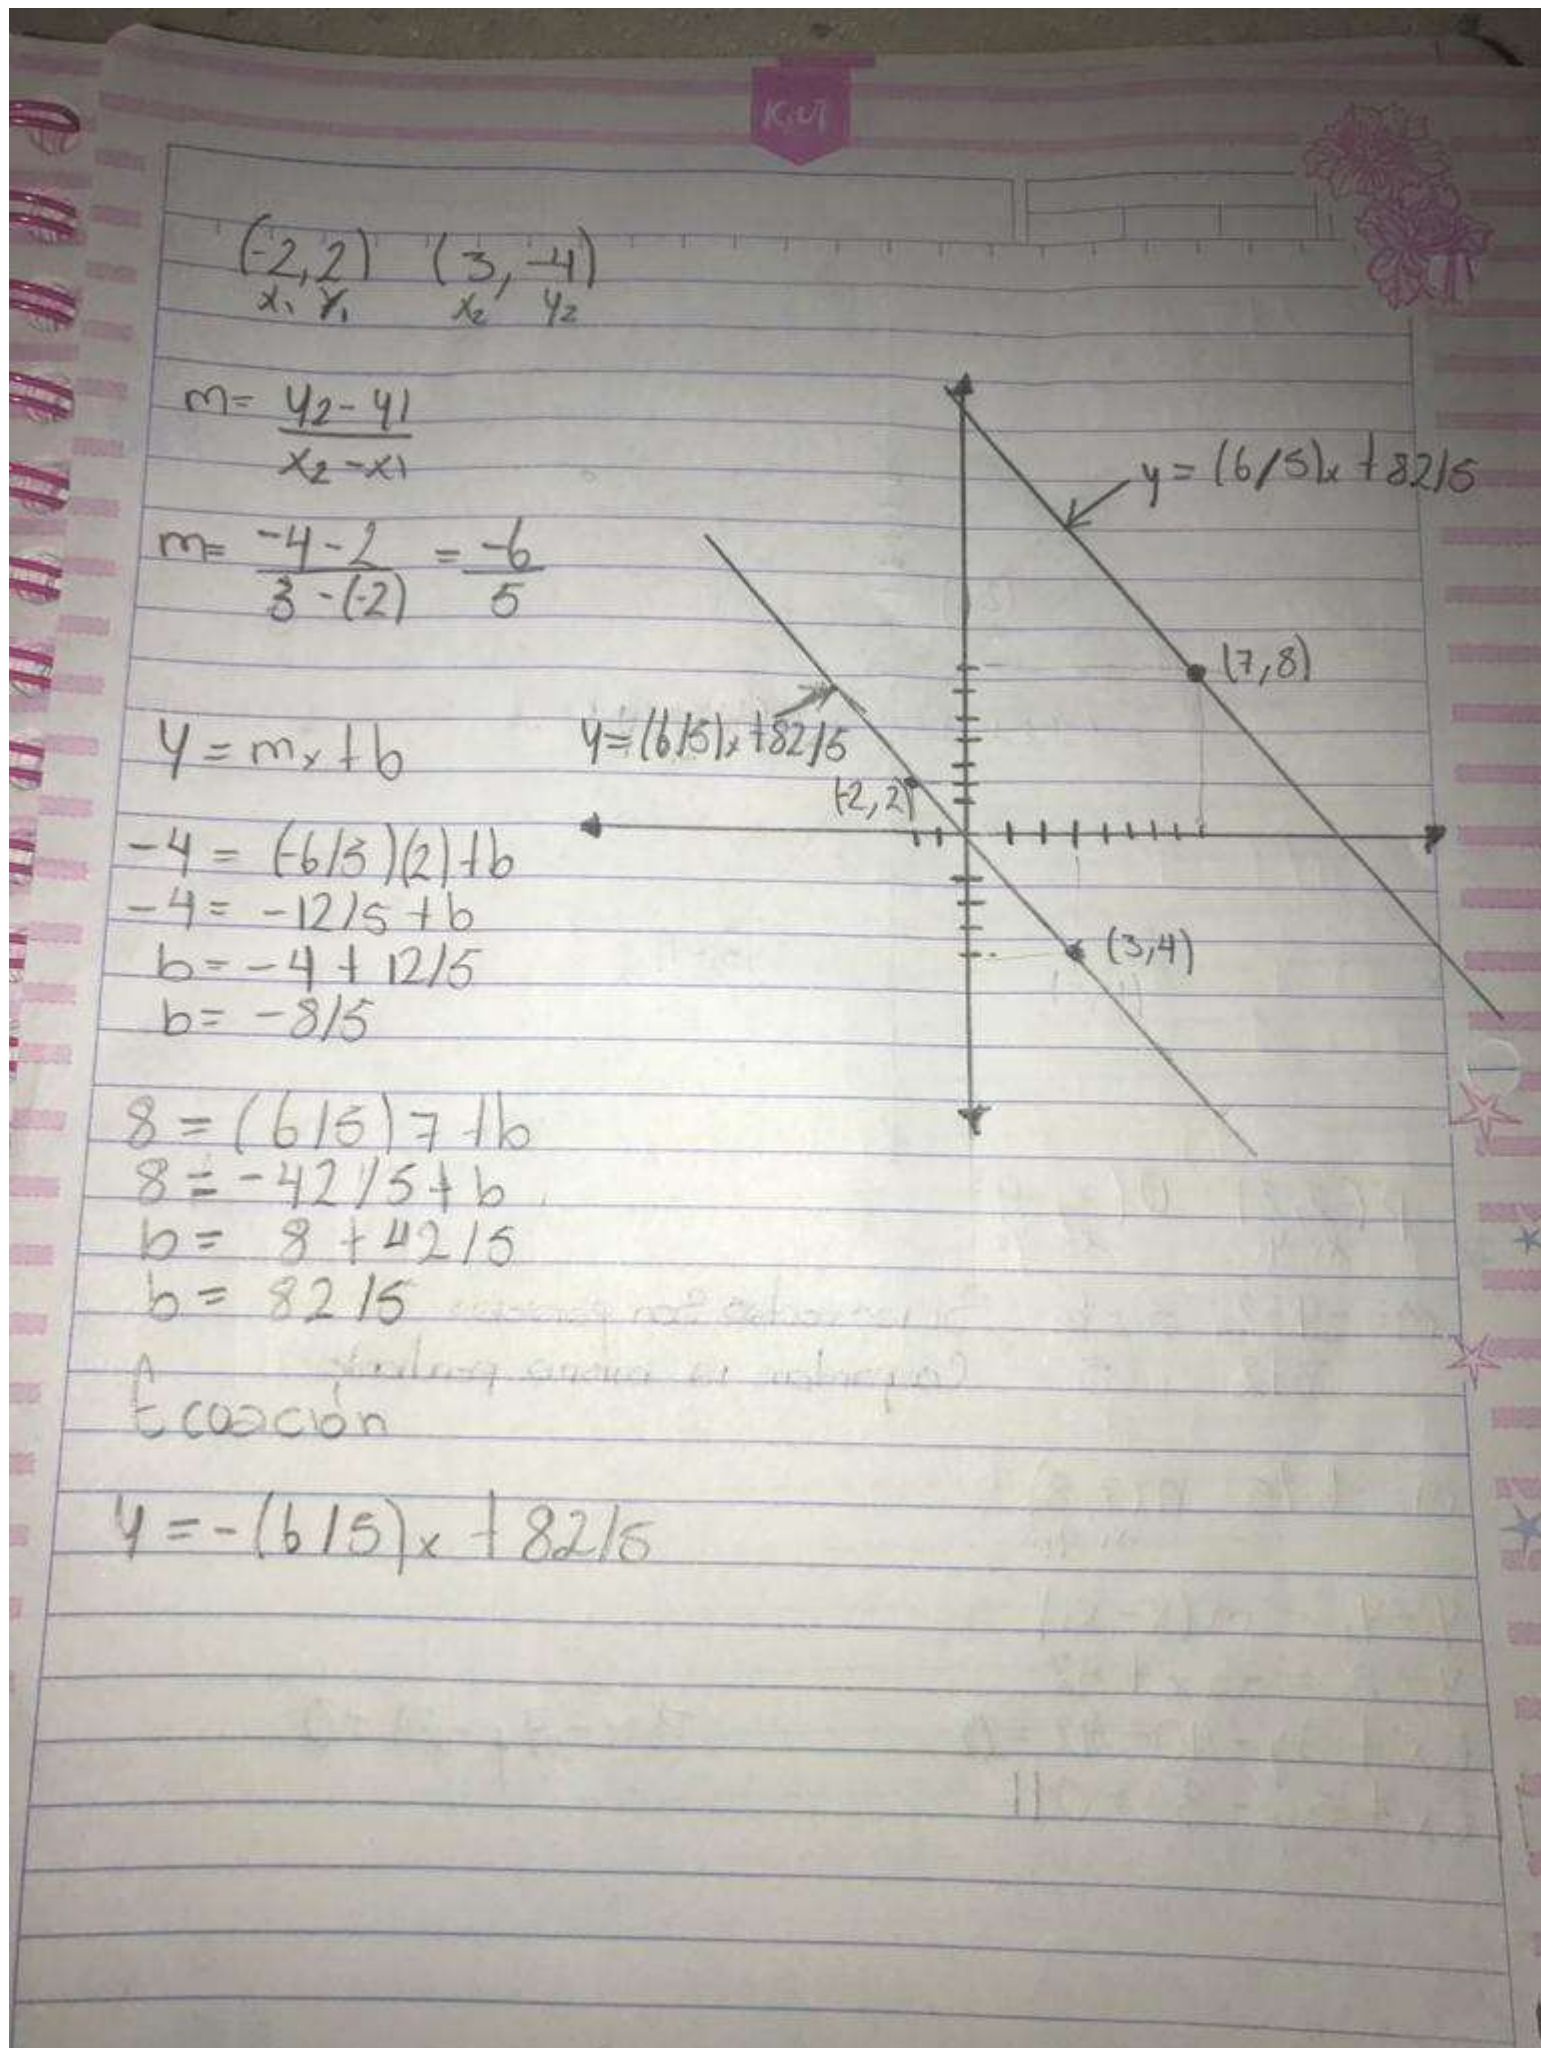 Kut
(-2, 2) (3, -4)
x1 y1 x2 y2
m= y2 - y1
x2 - x1
m= -4 - 2 = -6
3 - (-2) 5
y = mx + b
-4 = (-6/5)(2) + b
-4 = -12/5 + b
b = -4 + 12/5
b = -8/5
8 = (6/5) 7 + b
8 = -42/5 + b
b = 8 + 42/5
b = 82/5
Ecoación
y = -(6/5)x + 82/5
y = (6/5)x + 82/5
(7,8)
y = (6/5)x + 82/5
(-2, 2)
(3,4)